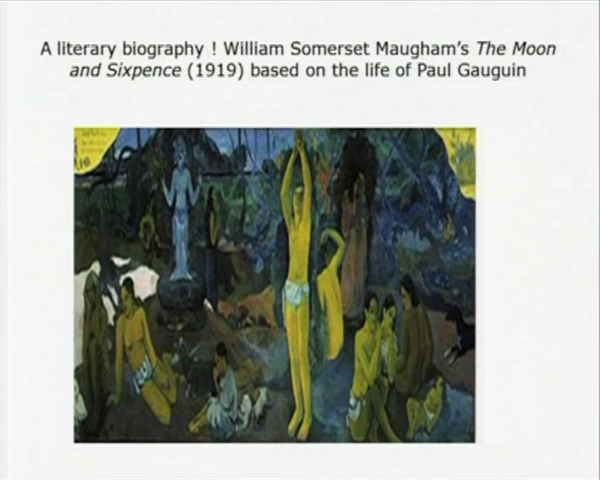 A literary biography ! William Somerset Maugham’s The Moon
and Sixpence (1919) based on the life of Paul Gauguin